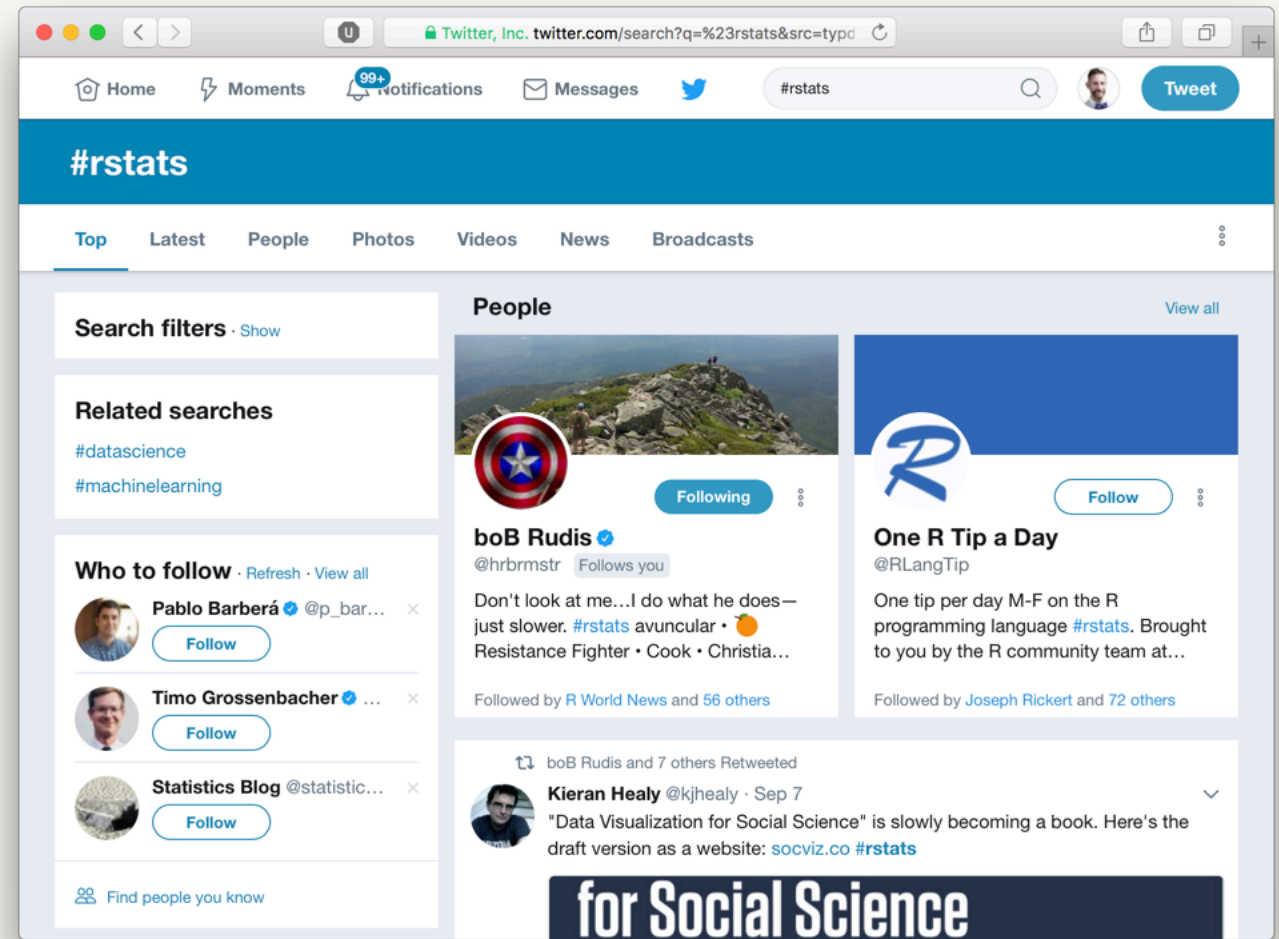 U
Twitter, Inc. twitter.com/search?q=%23rstats&src=typd
Home
Moments
99+
Notifications
Messages
#rstats
Tweet
#rstats
Top
Latest
People
Photos
Videos
News
Broadcasts
Search filters · Show
Related searches
#datascience
#machinelearning
Who to follow · Refresh · View all
Pablo Barberá @p_bar...
Follow
Timo Grossenbacher ...
Follow
Statistics Blog @statistic...
Follow
Find people you know
People
View all
Following
boB Rudis
@hrbrmstr Follows you
Don't look at me…I do what he does—
just slower. #rstats avuncular • 🍊
Resistance Fighter • Cook • Christia…
Followed by R World News and 56 others
R
Follow
One R Tip a Day
@RLangTip
One tip per day M-F on the R
programming language #rstats. Brought
to you by the R community team at…
Followed by Joseph Rickert and 72 others
boB Rudis and 7 others Retweeted
Kieran Healy @kjhealy · Sep 7
"Data Visualization for Social Science" is slowly becoming a book. Here's the
draft version as a website: socviz.co #rstats
for Social Science